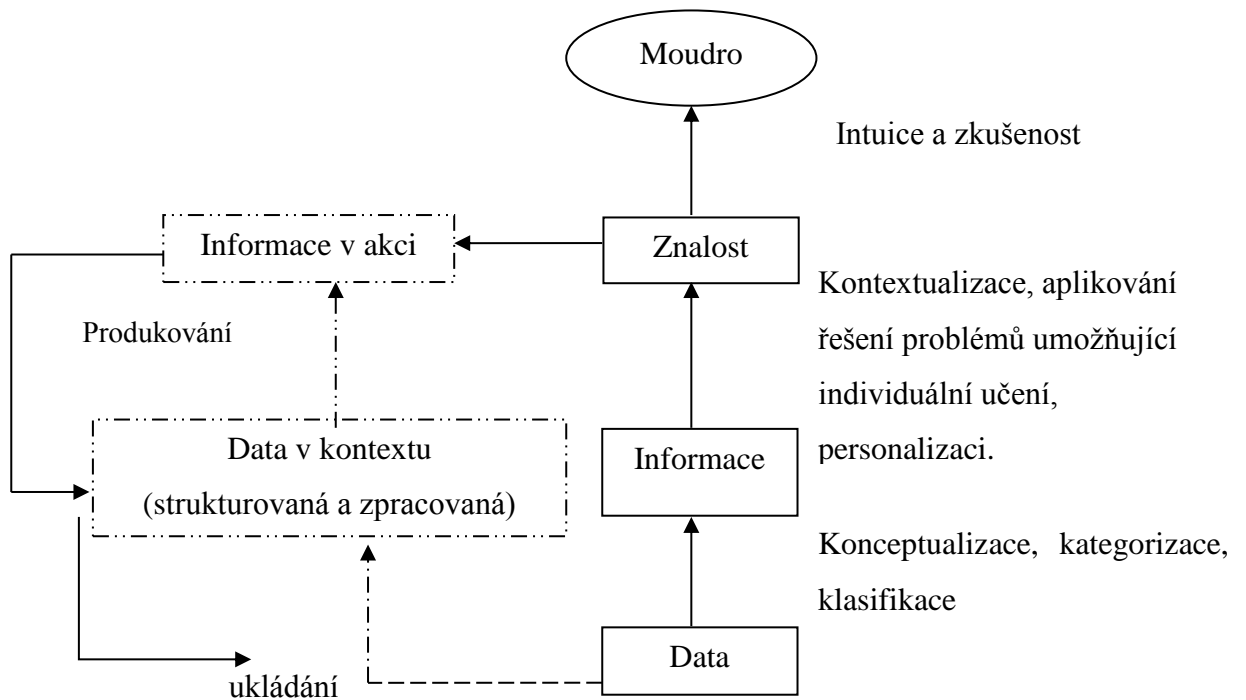 Moudro
Intuice a zkušenost
Informace v akci
Znalost
Kontextualizace, aplikování
řešení problémů umožňující
individuální učení,
personalizaci.
Produkování
Data v kontextu
(strukturovaná a zpracovaná)
Informace
Konceptualizace, kategorizace,
klasifikace
Data
ukládání